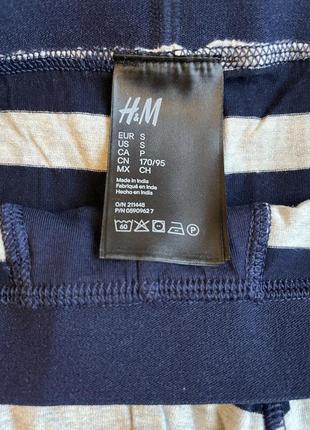 H&M
EUR S
US S
CA P
CN 170/95
MX CH
Made in India
Fabriqué en Inde
Hecho en India
O/N 211448
P/N 0590962 7
60 P